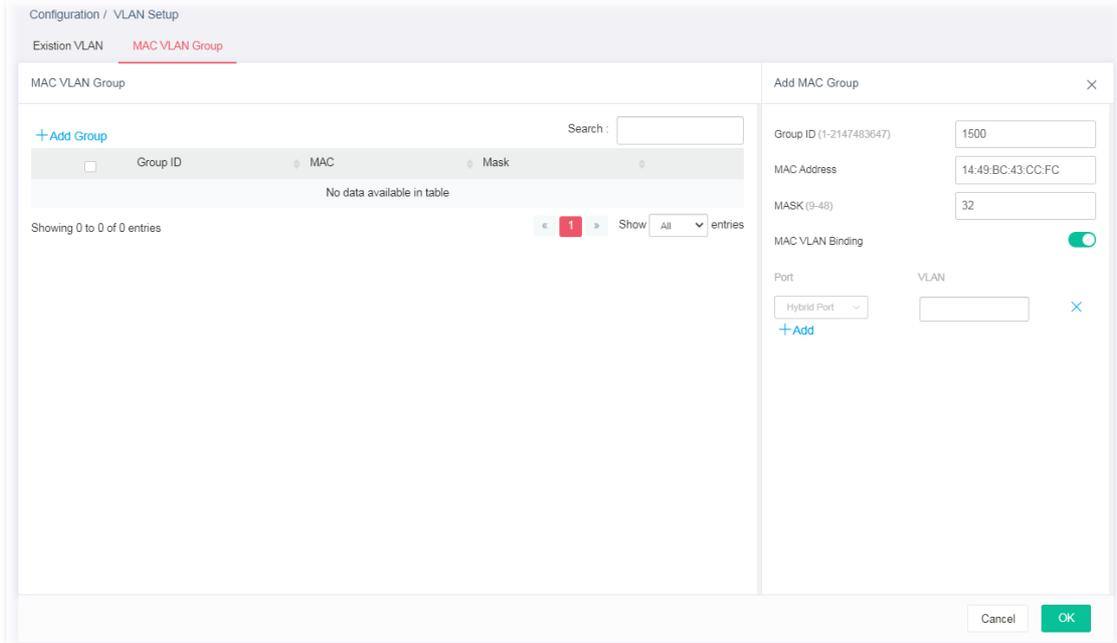 Configuration / VLAN Setup
Existion VLAN MAC VLAN Group
MAC VLAN Group
+Add Group
Search :
Group ID MAC Mask
No data available in table
Showing 0 to 0 of 0 entries
« 1 » Show All entries
Add MAC Group
Group ID (1-2147483647) 1500
MAC Address 14:49:BC:43:CC:FC
MASK (9-48) 32
MAC VLAN Binding
Port VLAN
Hybrid Port
+Add
Cancel OK